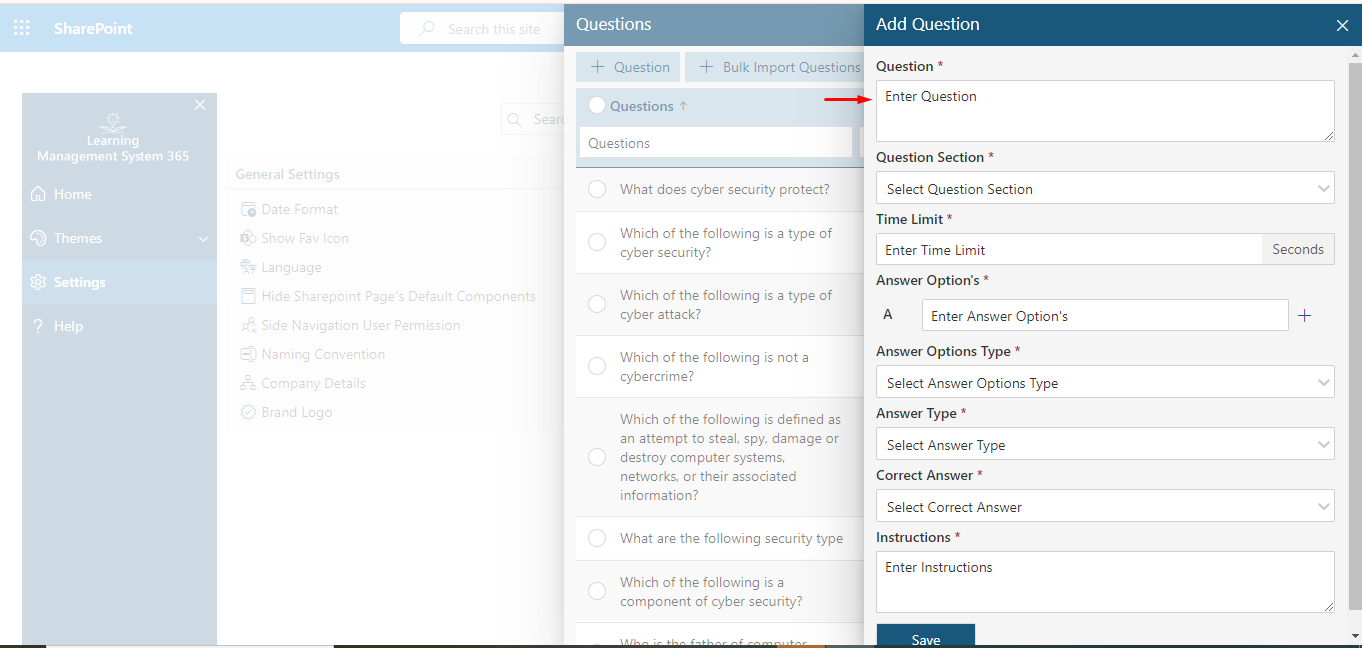 SharePoint
Search this site
Learning
Management System 365
Home
Themes
Settings
Help
General Settings
Date Format
Show Fav Icon
Language
Hide Sharepoint Page's Default Components
Side Navigation User Permission
Naming Convention
Company Details
Brand Logo
Questions
Question
Bulk Import Questions
Questions ↑
Questions
What does cyber security protect?
Which of the following is a type of
cyber security?
Which of the following is a type of
cyber attack?
Which of the following is not a
cybercrime?
Which of the following is defined as
an attempt to steal, spy, damage or
destroy computer systems,
networks, or their associated
information?
What are the following security type
Which of the following is a
component of cyber security?
Who is the father of computer
Add Question
Question *
Enter Question
Question Section *
Select Question Section
Time Limit *
Enter Time Limit
Seconds
Answer Option's *
A
Enter Answer Option's
Answer Options Type *
Select Answer Options Type
Answer Type *
Select Answer Type
Correct Answer *
Select Correct Answer
Instructions *
Enter Instructions
Save